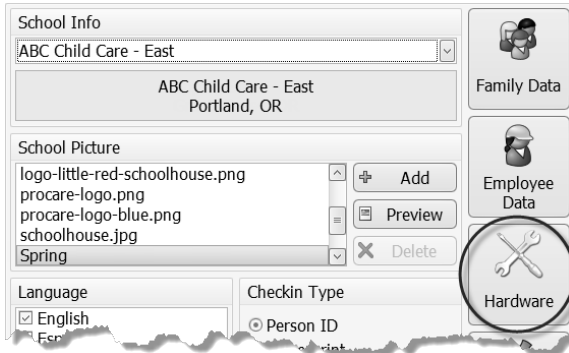 School Info
ABC Child Care - East
ABC Child Care - East
Portland, OR
School Picture
logo-little-red-schoolhouse.png
procare-logo.png
procare-logo-blue.png
schoolhouse.jpg
Spring
Add
Preview
Delete
Language
English
Checkin Type
Person ID
Family Data
Employee
Data
Hardware